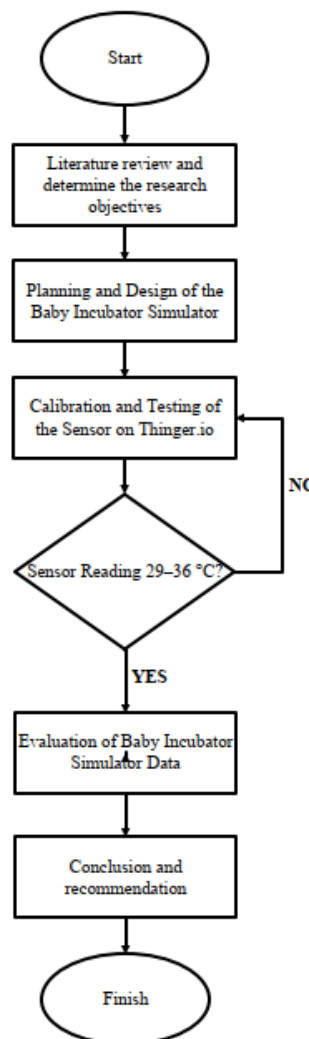 Start
Literature review and
determine the research
objectives
Planning and Design of the
Baby Incubator Simulator
Calibration and Testing of
the Sensor on Thinger.io
NO
Sensor Reading 29–36 °C?
YES
Evaluation of Baby Incubator
Simulator Data
Conclusion and
recommendation
Finish